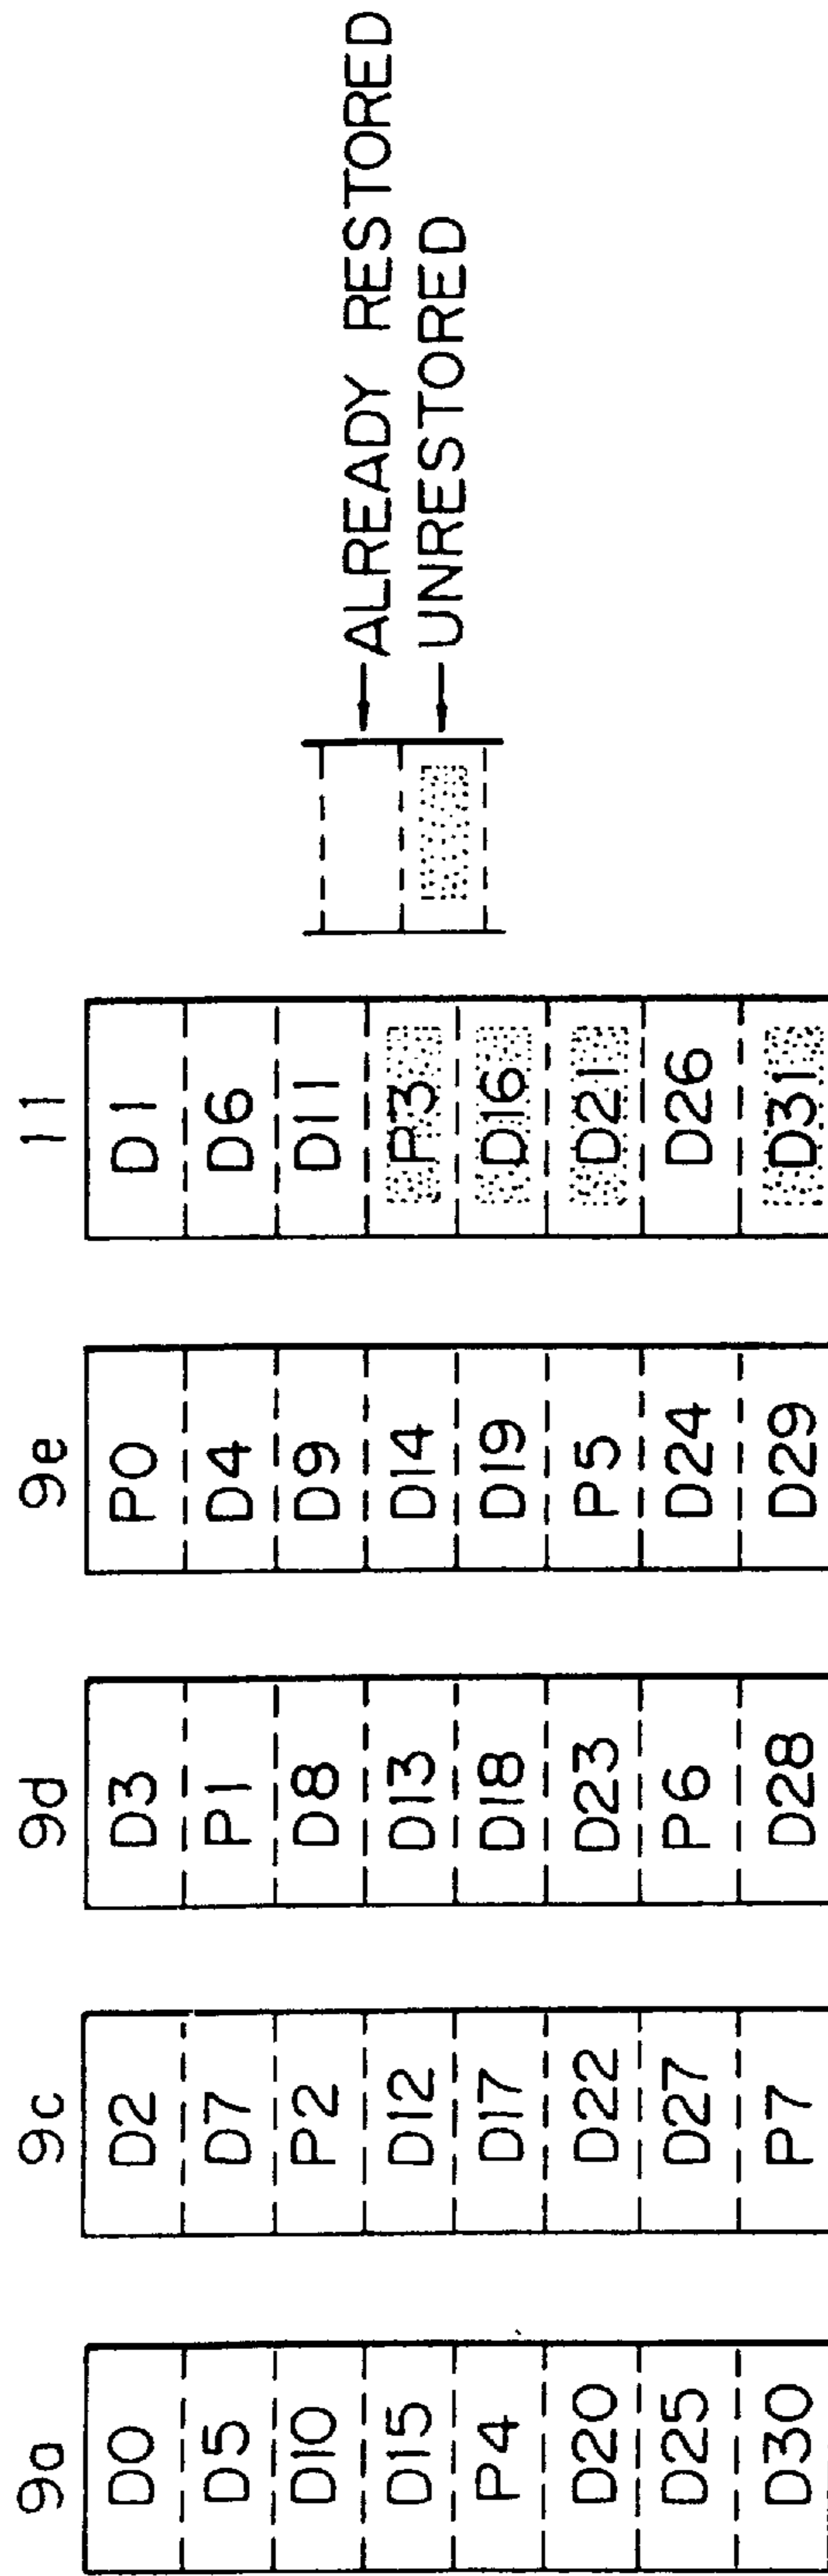 9a 9c 9d 9e 11
D0 D2 D3 P0 D1
D5 D7 P1 D4 D6
D10 P2 D8 D9 D11
D15 D12 D13 D14 P3
P4 D17 D18 D19 D16
D20 D22 D23 P5 D21
D25 D27 P6 D24 D26
D30 P7 D28 D29 D31
ALREADY RESTORED
UNRESTORED